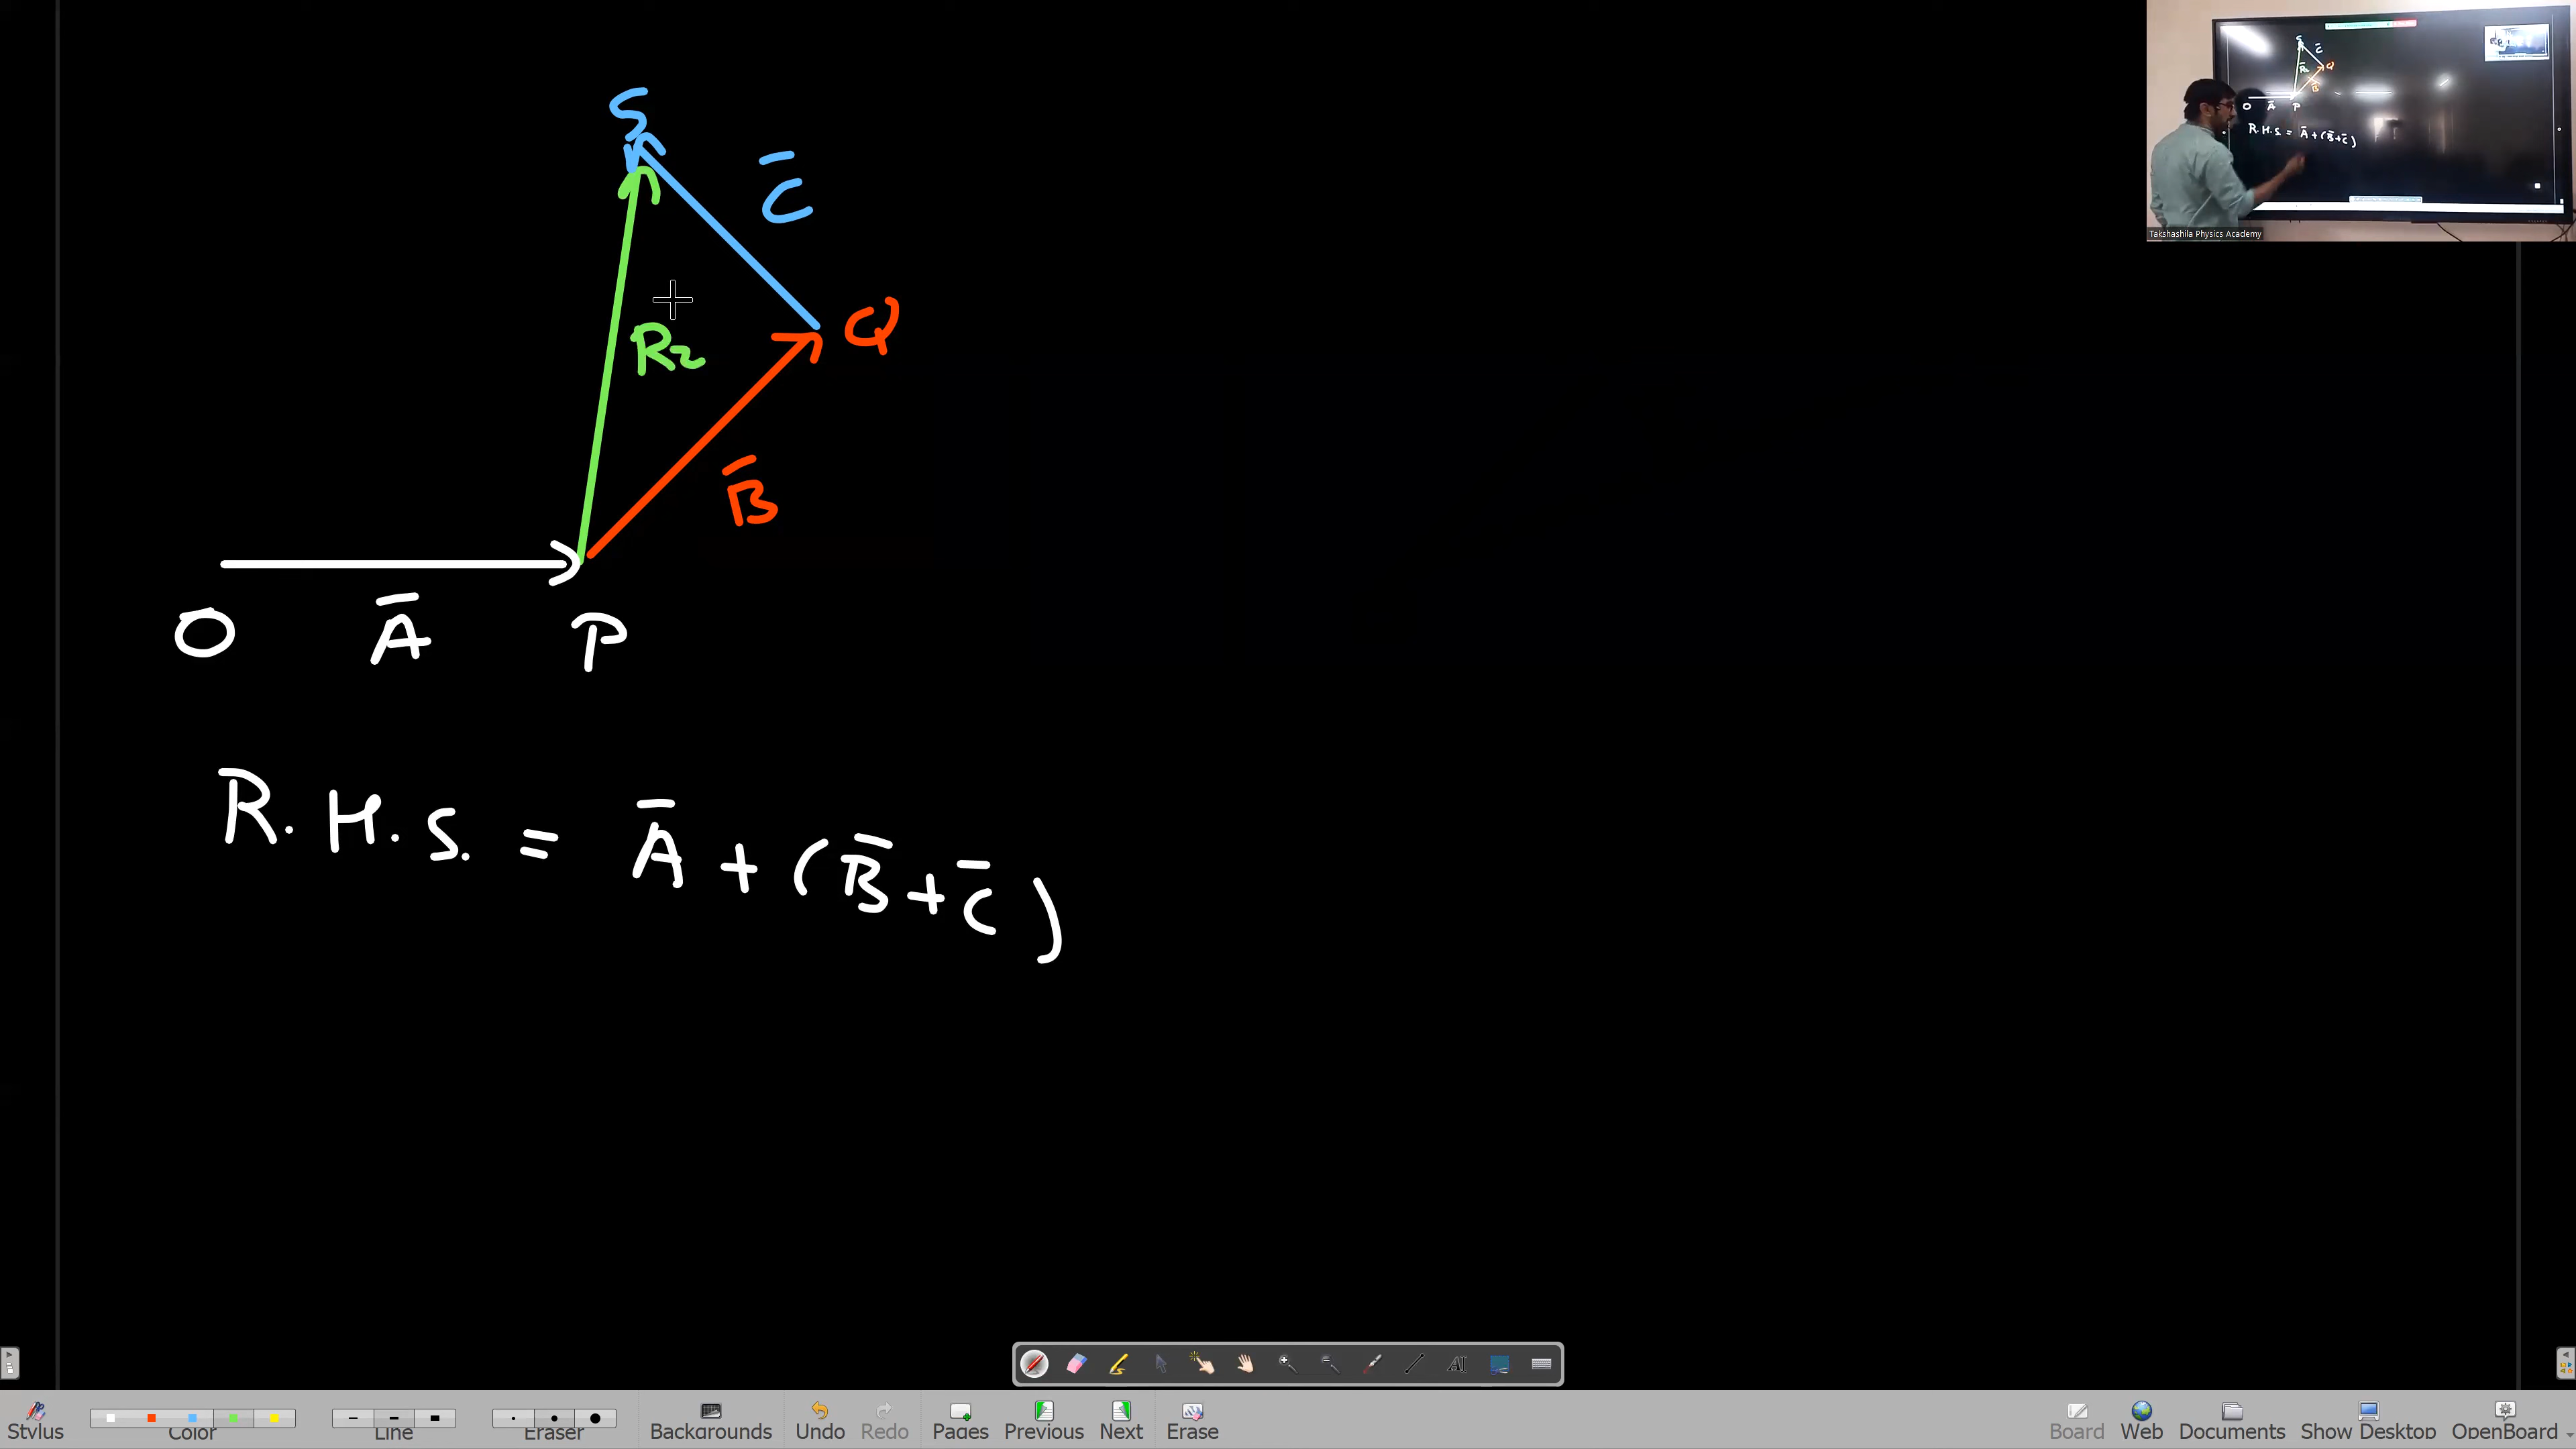 S
C̄
Q
R₂
B̄
O Ā P
R.H.S. = Ā + (B̄ + C̄)
Takshashila Physics Academy
S
C̄
Q
R₂
B̄
O Ā P
R.H.S. = Ā + (B̄ + C̄)
Stylus Color Line Eraser Backgrounds Undo Redo Pages Previous Next Erase Board Web Documents Show Desktop OpenBoard